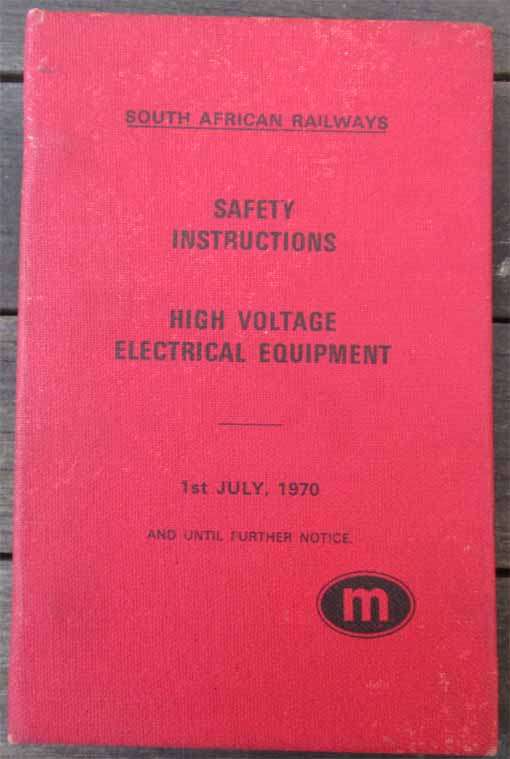 SOUTH AFRICAN RAILWAYS
SAFETY
INSTRUCTIONS
HIGH VOLTAGE
ELECTRICAL EQUIPMENT
1st JULY, 1970
AND UNTIL FURTHER NOTICE.
m